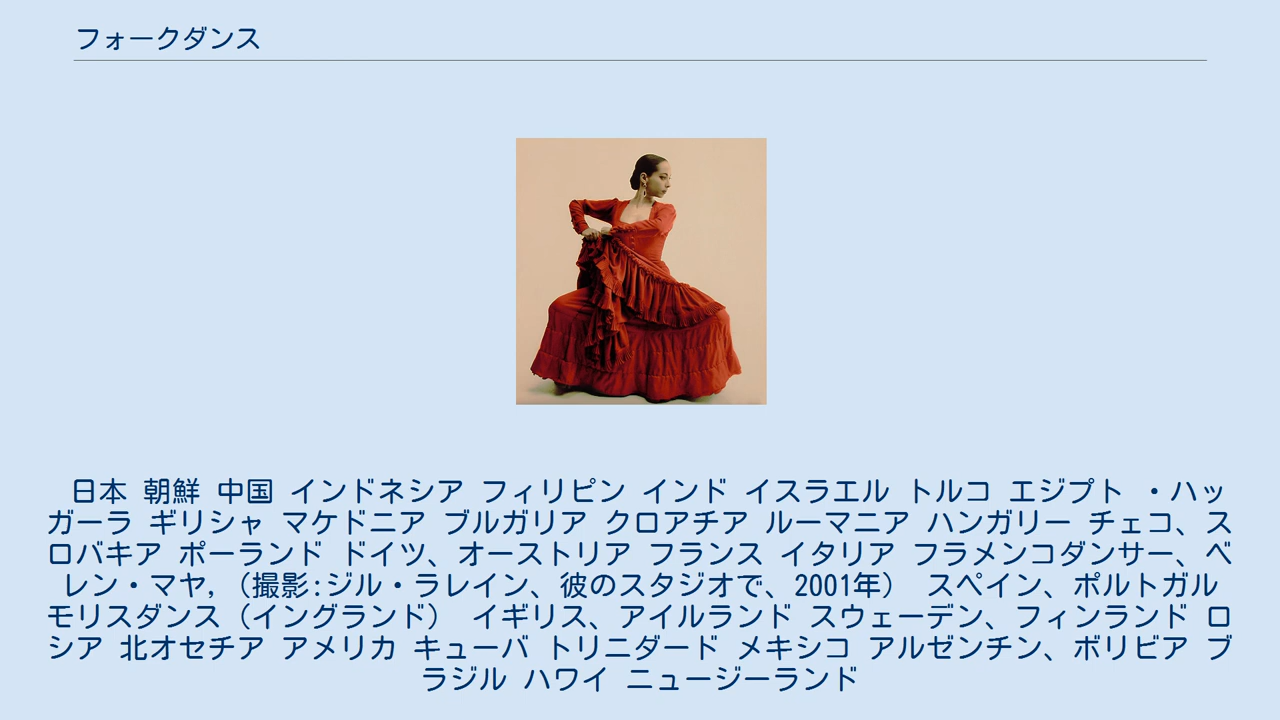 フォークダンス
日本 朝鮮 中国 インドネシア フィリピン インド イスラエル トルコ エジプト ・ハッ
ガーラ ギリシャ マケドニア ブルガリア クロアチア ルーマニア ハンガリー チェコ、ス
ロバキア ポーランド ドイツ、オーストリア フランス イタリア フラメンコダンサー、ベ
レン・マヤ,（撮影:ジル・ラレイン、彼のスタジオで、2001年） スペイン、ポルトガル
モリスダンス（イングランド） イギリス、アイルランド スウェーデン、フィンランド ロ
シア 北オセチア アメリカ キューバ トリニダード メキシコ アルゼンチン、ボリビア ブ
ラジル ハワイ ニュージーランド